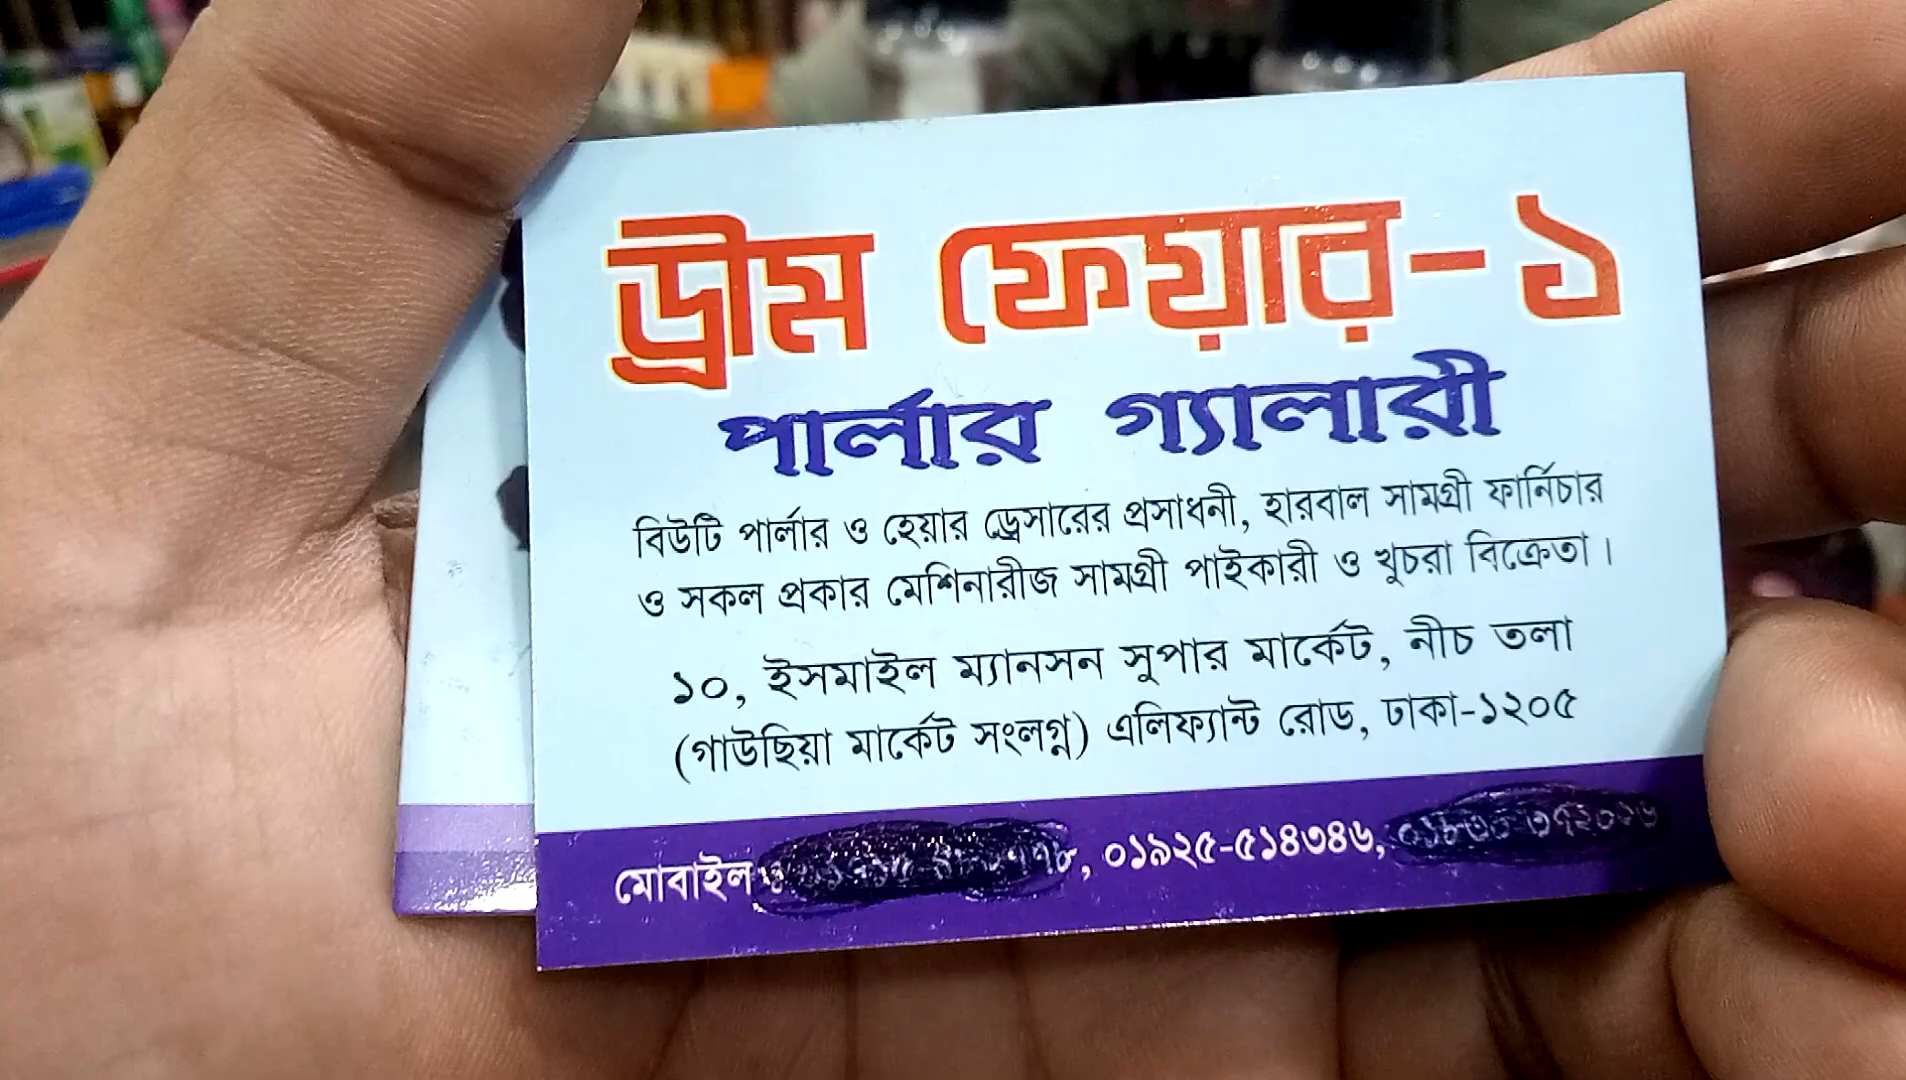 ড্রীম ফেয়ার-১
পার্লার গ্যালারী
বিউটি পার্লার ও হেয়ার ড্রেসারের প্রসাধনী, হারবাল সামগ্রী ফার্নিচার
ও সকল প্রকার মেশিনারীজ সামগ্রী পাইকারী ও খুচরা বিক্রেতা।
১০, ইসমাইল ম্যানসন সুপার মার্কেট, নীচ তলা
(গাউছিয়া মার্কেট সংলগ্ন) এলিফ্যান্ট রোড, ঢাকা-১২০৫
মোবাইল , ০১৯২৫-৫১৪৩৪৬,